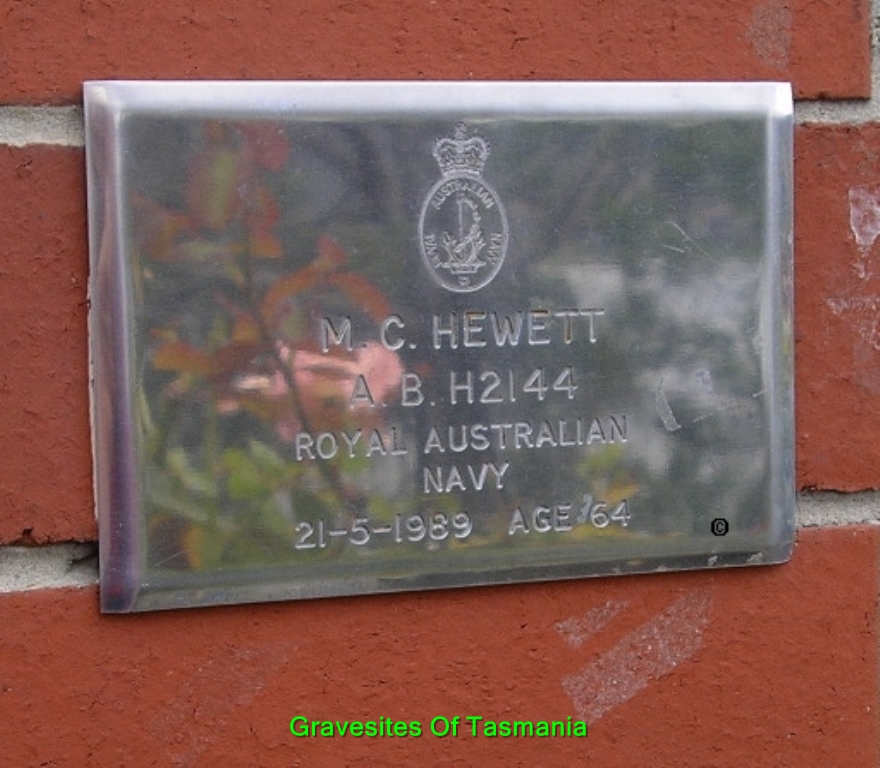 ROYAL AUSTRALIAN NAVY
M. C. HEWETT
A. B. H2144
ROYAL AUSTRALIAN
NAVY
21-5-1989 AGE 64
©
Gravesites Of Tasmania